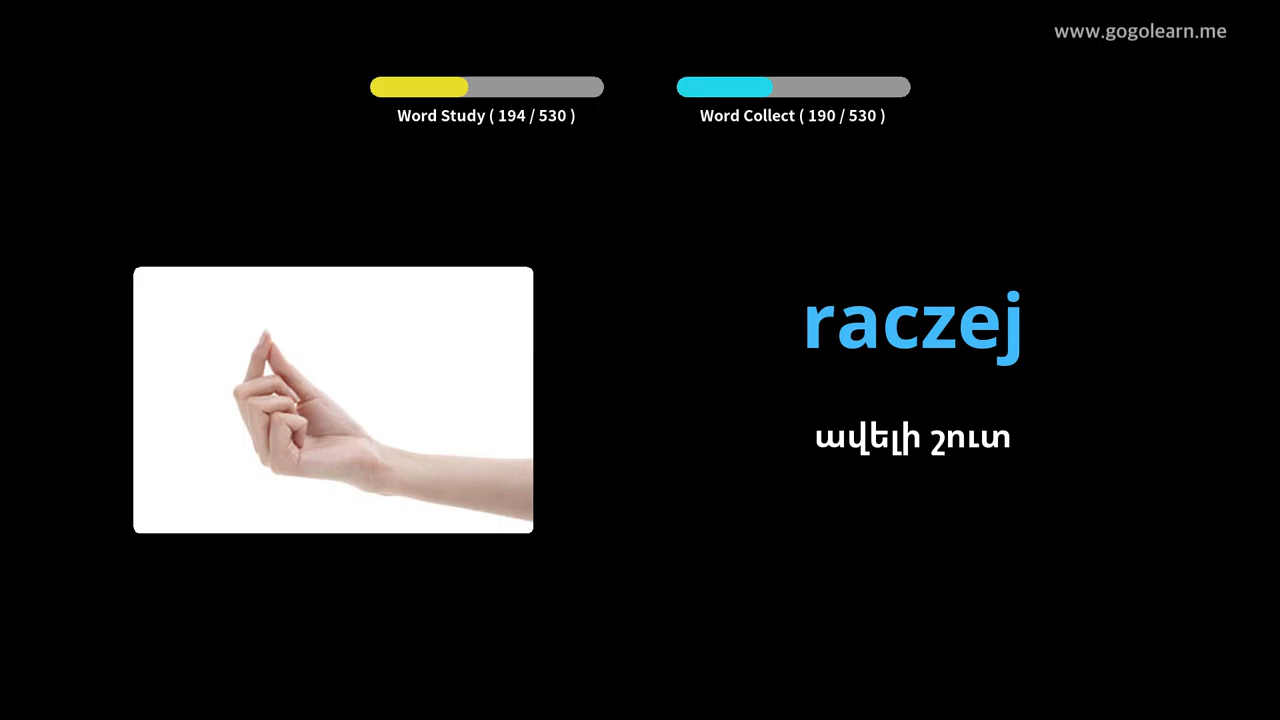 www.gogolearn.me
Word Study ( 194 / 530 )
Word Collect ( 190 / 530 )
raczej
ավելի շուտ